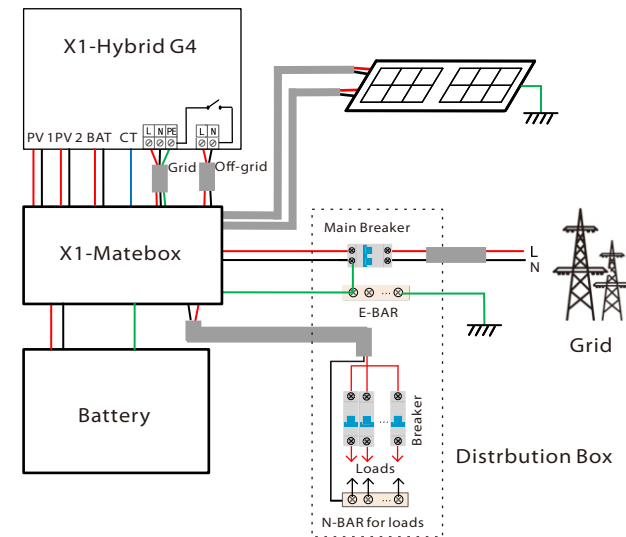 X1-Hybrid G4
PV 1 PV 2 BAT CT
L N PE
L N
Grid
Off-grid
X1-Matebox
Main Breaker
L
N
E-BAR
...
Grid
Battery
...
Breaker
Loads
Distrbution Box
...
N-BAR for loads